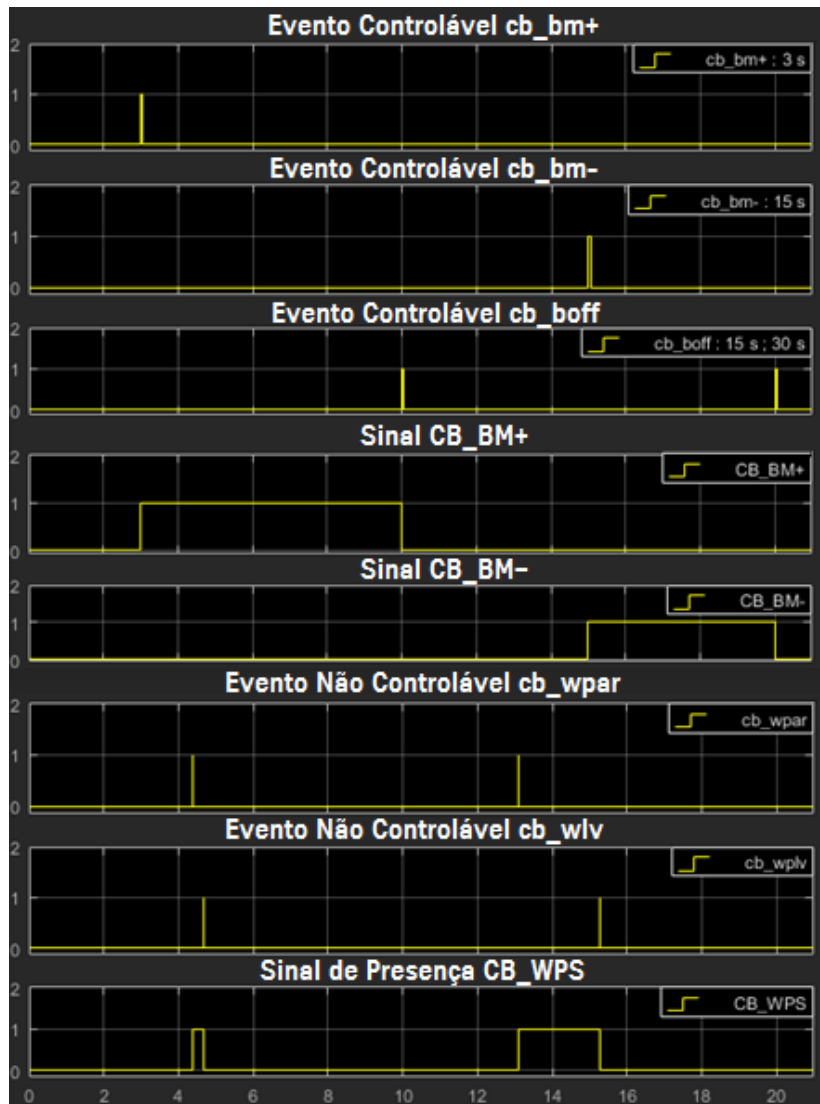 Evento Controlável cb_bm+
2
cb_bm+ : 3 s
1
0
Evento Controlável cb_bm-
2
cb_bm- : 15 s
1
0
Evento Controlável cb_boff
2
cb_boff : 15 s ; 30 s
1
0
Sinal CB_BM+
2
CB_BM+
1
0
Sinal CB_BM-
2
CB_BM-
1
0
Evento Não Controlável cb_wpar
2
cb_wpar
1
0
Evento Não Controlável cb_wlv
2
cb_wplv
1
0
Sinal de Presença CB_WPS
2
CB_WPS
1
0
0 2 4 6 8 10 12 14 16 18 20